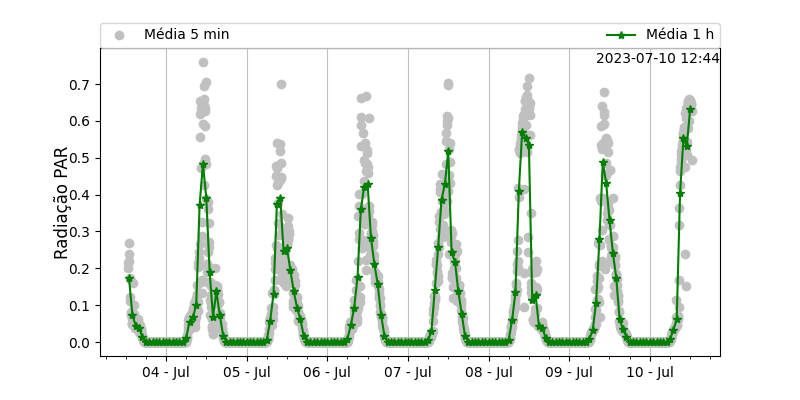 Média 5 min
Média 1 h
2023-07-10 12:44
Radiação PAR
0.7
0.6
0.5
0.4
0.3
0.2
0.1
0.0
04 - Jul
05 - Jul
06 - Jul
07 - Jul
08 - Jul
09 - Jul
10 - Jul